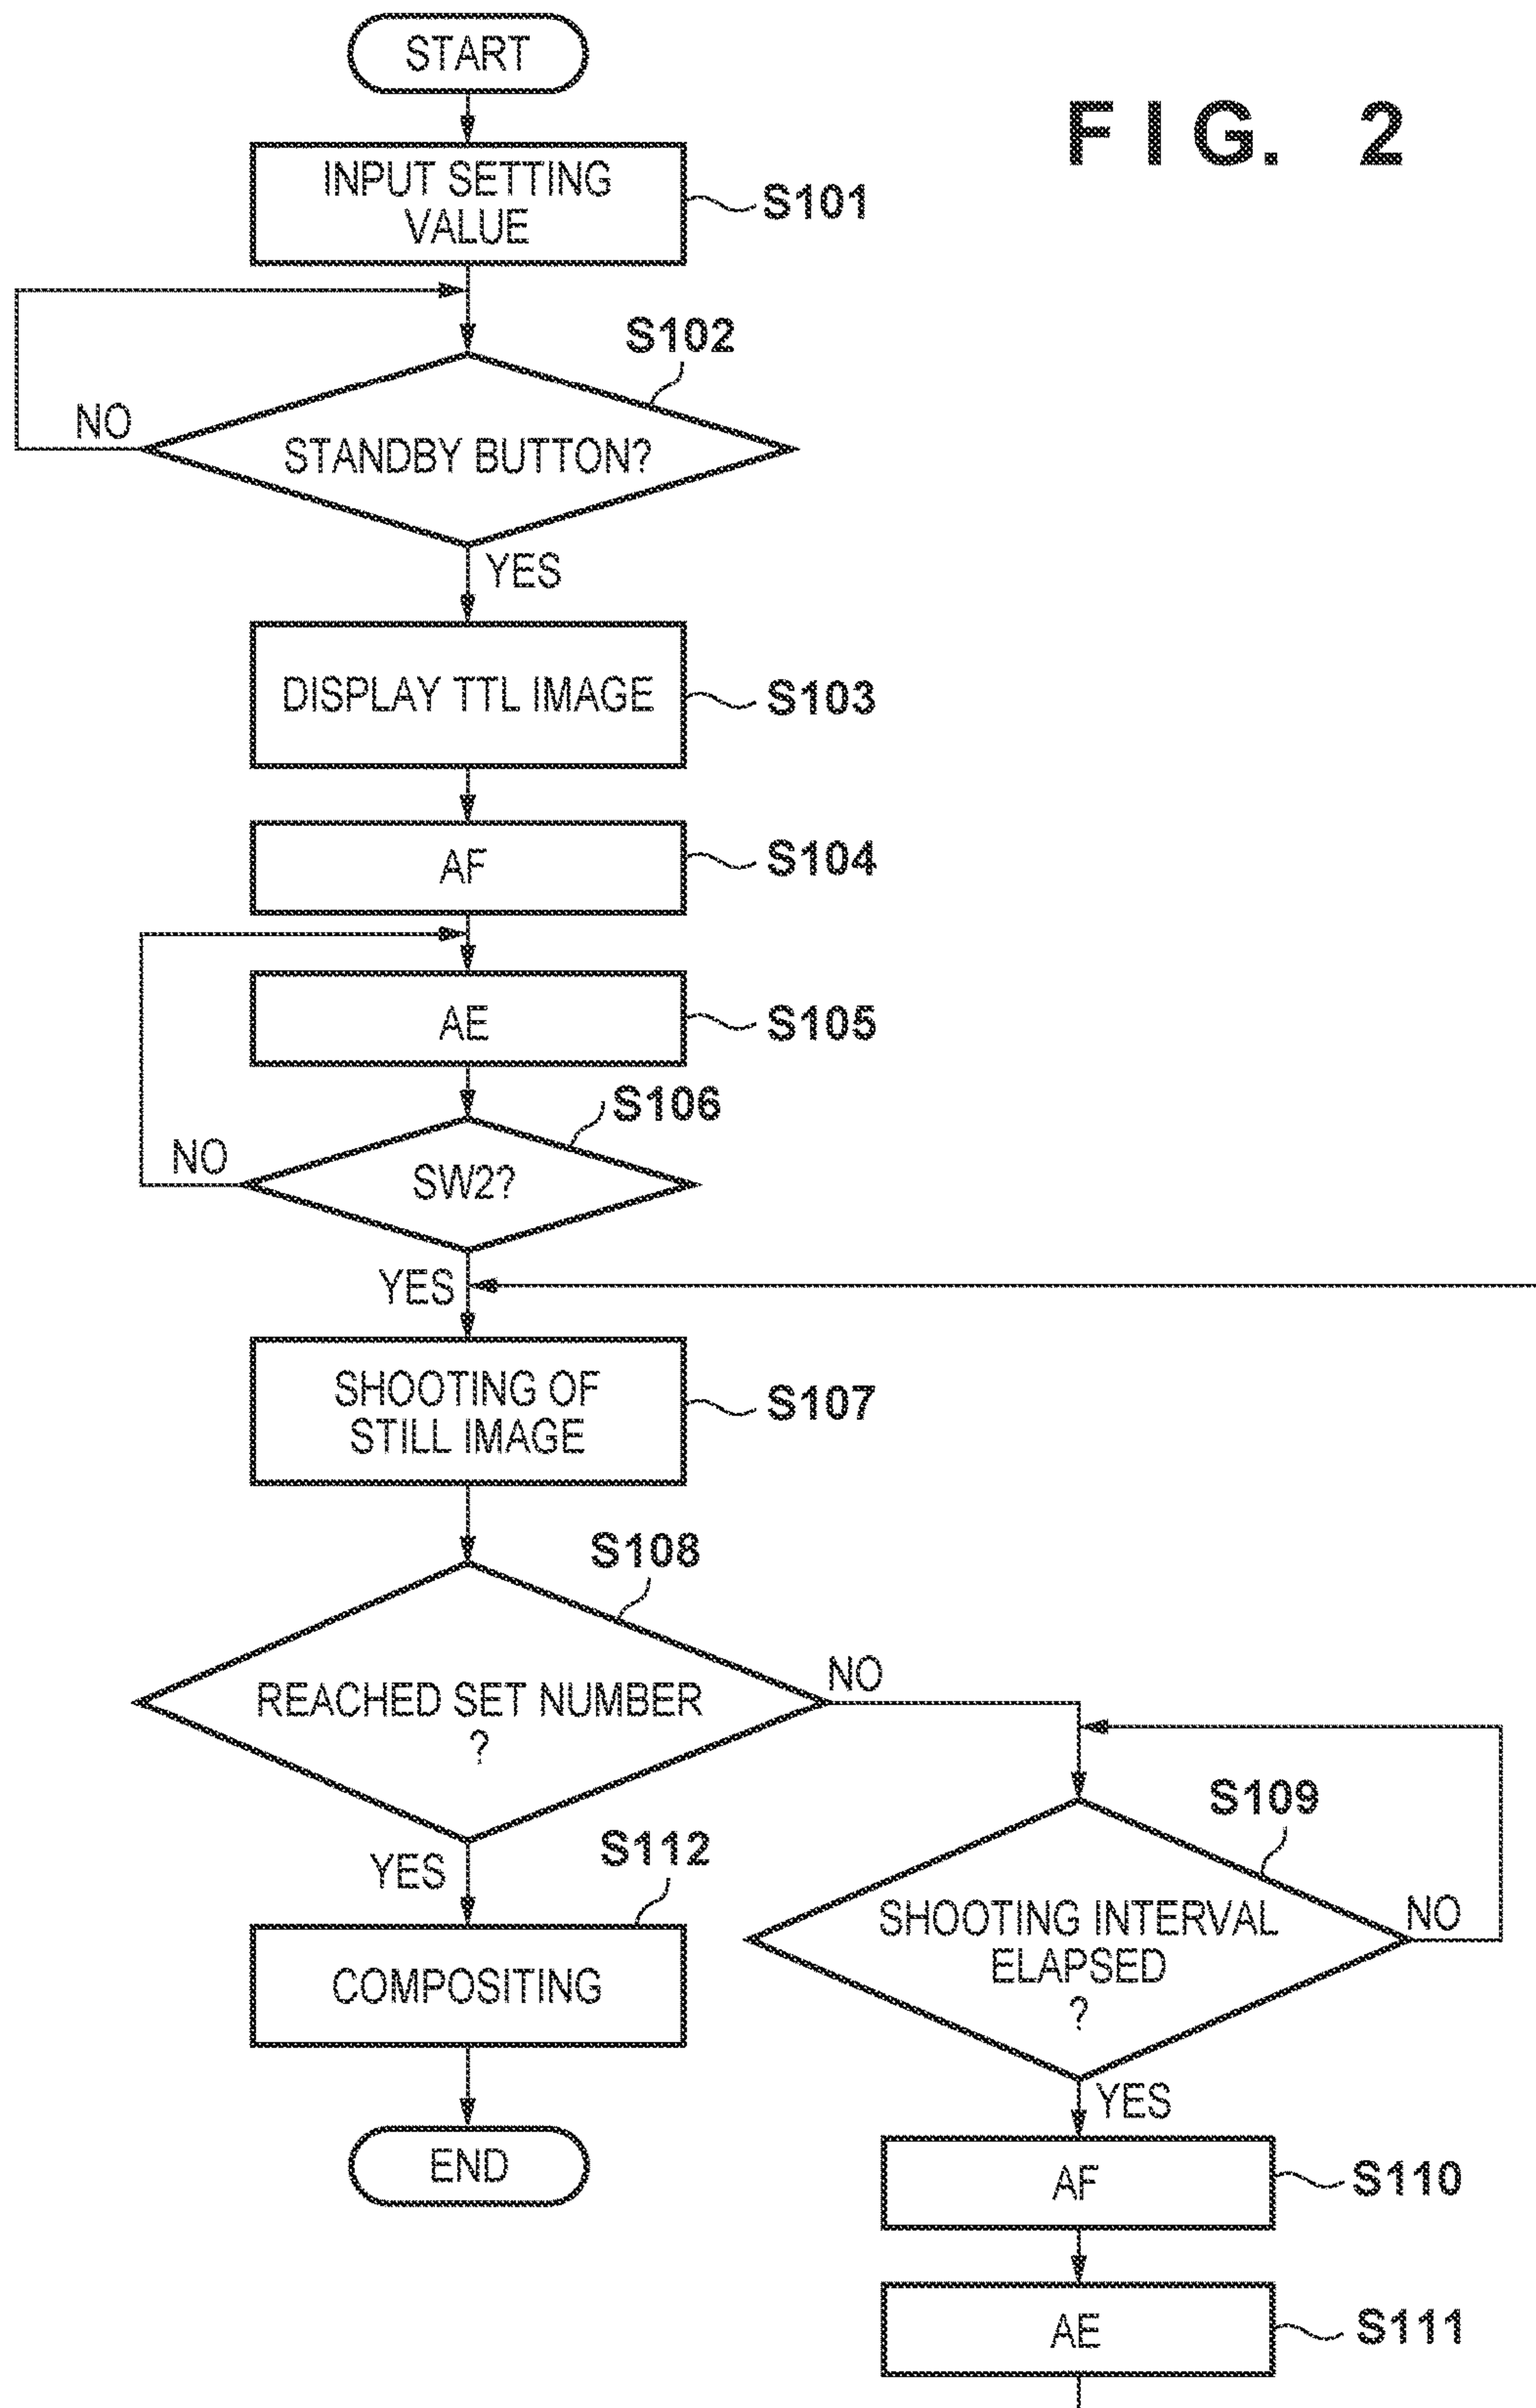 START
FIG. 2
INPUT SETTING
VALUE
S101
S102
NO
STANDBY BUTTON?
YES
DISPLAY TTL IMAGE
S103
AF
S104
AE
S105
S106
NO
SW2?
YES
SHOOTING OF
STILL IMAGE
S107
S108
NO
REACHED SET NUMBER
?
S109
YES
S112
SHOOTING INTERVAL
ELAPSED
?
NO
COMPOSITING
YES
END
AF
S110
AE
S111